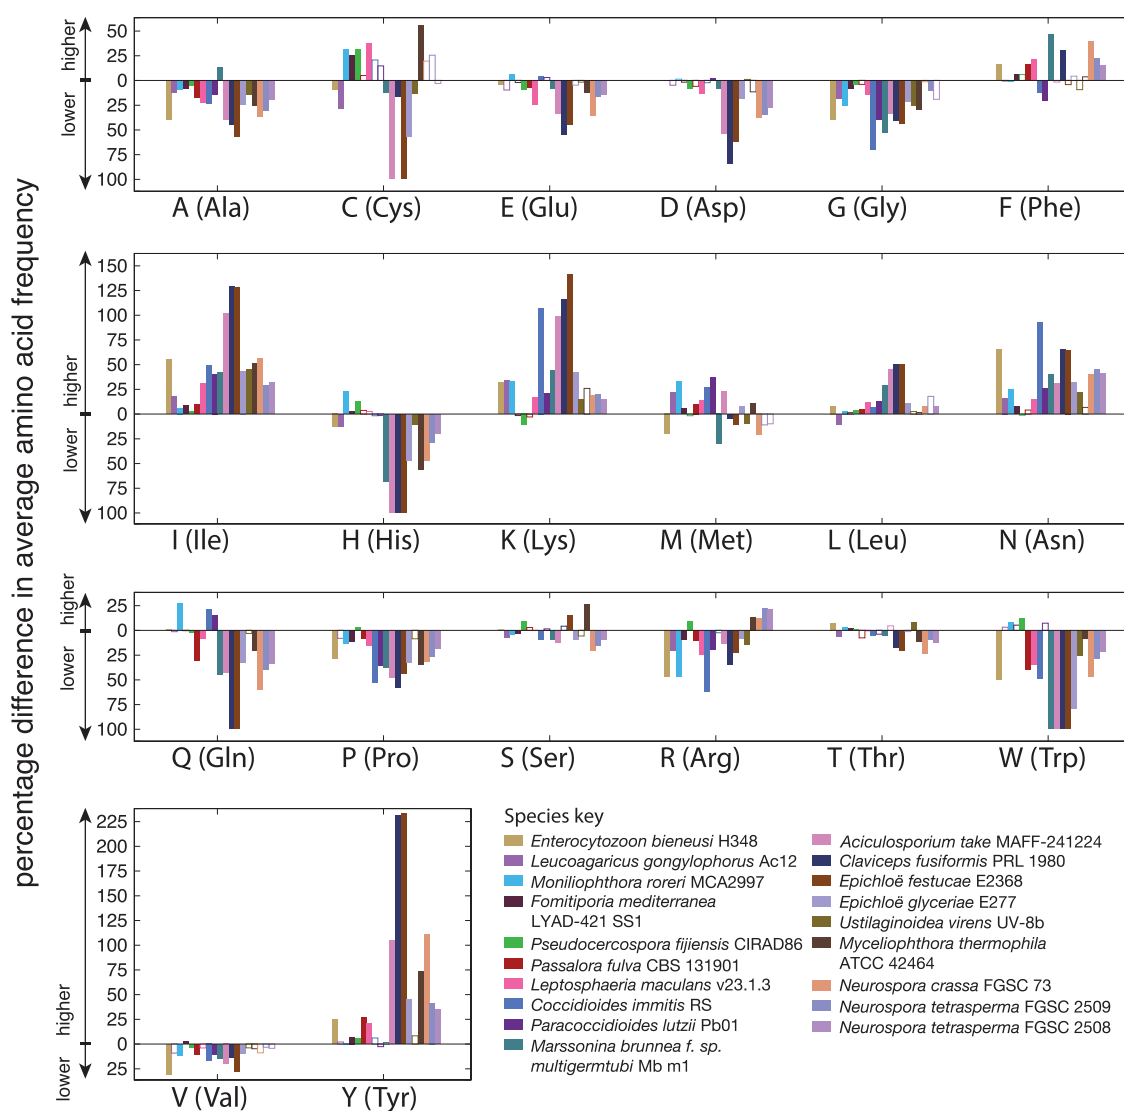 percentage difference in average amino acid frequency
higher
lower
50
25
0
25
50
75
100
A (Ala) C (Cys) E (Glu) D (Asp) G (Gly) F (Phe)
higher
lower
150
125
100
75
50
25
0
25
50
75
100
I (Ile) H (His) K (Lys) M (Met) L (Leu) N (Asn)
higher
lower
25
0
25
50
75
100
Q (Gln) P (Pro) S (Ser) R (Arg) T (Thr) W (Trp)
higher
lower
225
200
175
150
125
100
75
50
25
0
25
V (Val) Y (Tyr)
Species key
Enterocytozoon bieneusi H348
Leucoagaricus gongylophorus Ac12
Moniliophthora roreri MCA2997
Fomitiporia mediterranea
LYAD-421 SS1
Pseudocercospora fijiensis CIRAD86
Passalora fulva CBS 131901
Leptosphaeria maculans v23.1.3
Coccidioides immitis RS
Paracoccidioides lutzii Pb01
Marssonina brunnea f. sp.
multigermtubi Mb m1
Aciculosporium take MAFF-241224
Claviceps fusiformis PRL 1980
Epichloë festucae E2368
Epichloë glyceriae E277
Ustilaginoidea virens UV-8b
Myceliophthora thermophila
ATCC 42464
Neurospora crassa FGSC 73
Neurospora tetrasperma FGSC 2509
Neurospora tetrasperma FGSC 2508